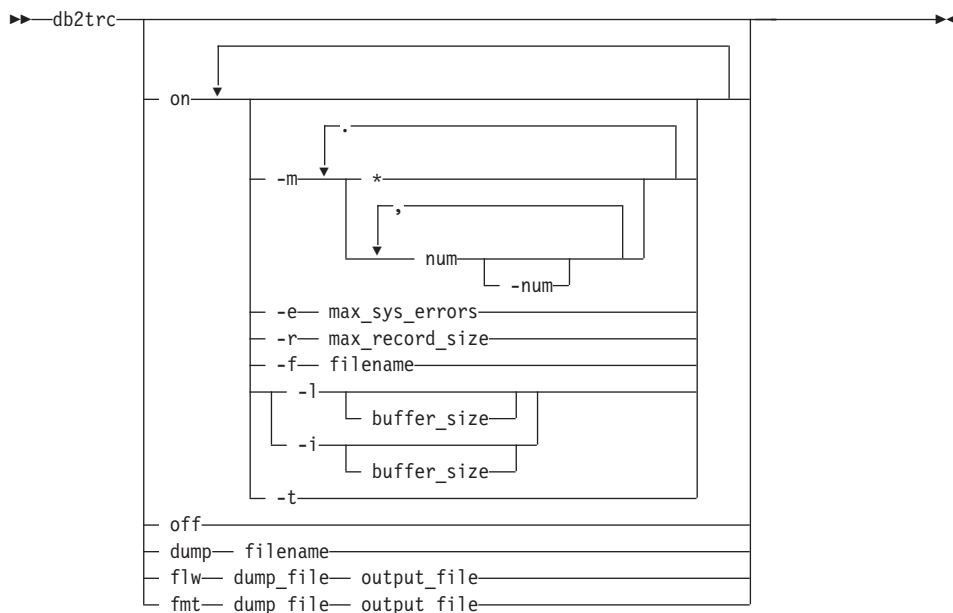 db2trc
on
.
-m *
,
num
-num
-e max_sys_errors
-r max_record_size
-f filename
-l
buffer_size
-i
buffer_size
-t
off
dump filename
flw dump_file output_file
fmt dump_file output_file